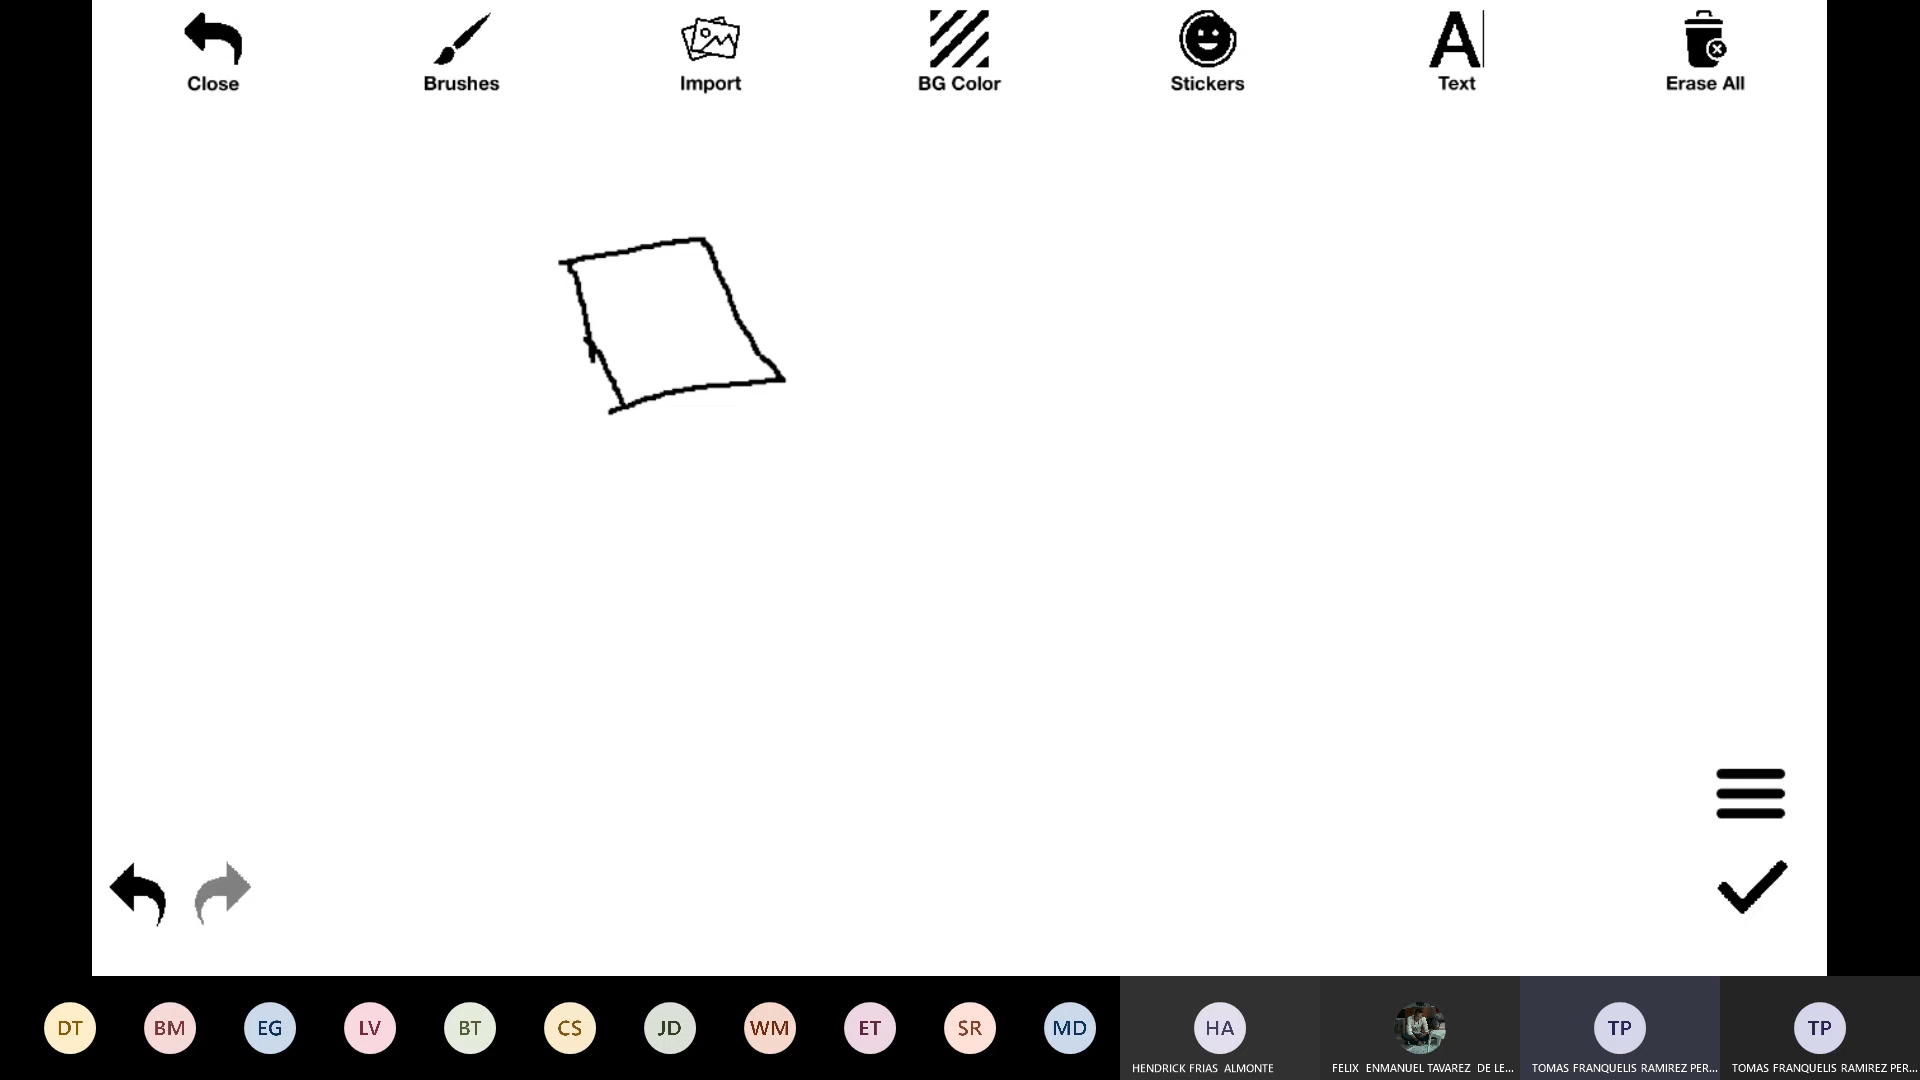 Close
Brushes
Import
BG Color
Stickers
A
Text
Erase All
DT
BM
EG
LV
BT
CS
JD
WM
ET
SR
MD
HA
TP
TP
HENDRICK FRIAS ALMONTE
FELIX ENMANUEL TAVAREZ DE LE...
TOMAS FRANQUELIS RAMIREZ PER...
TOMAS FRANQUELIS RAMIREZ PER...